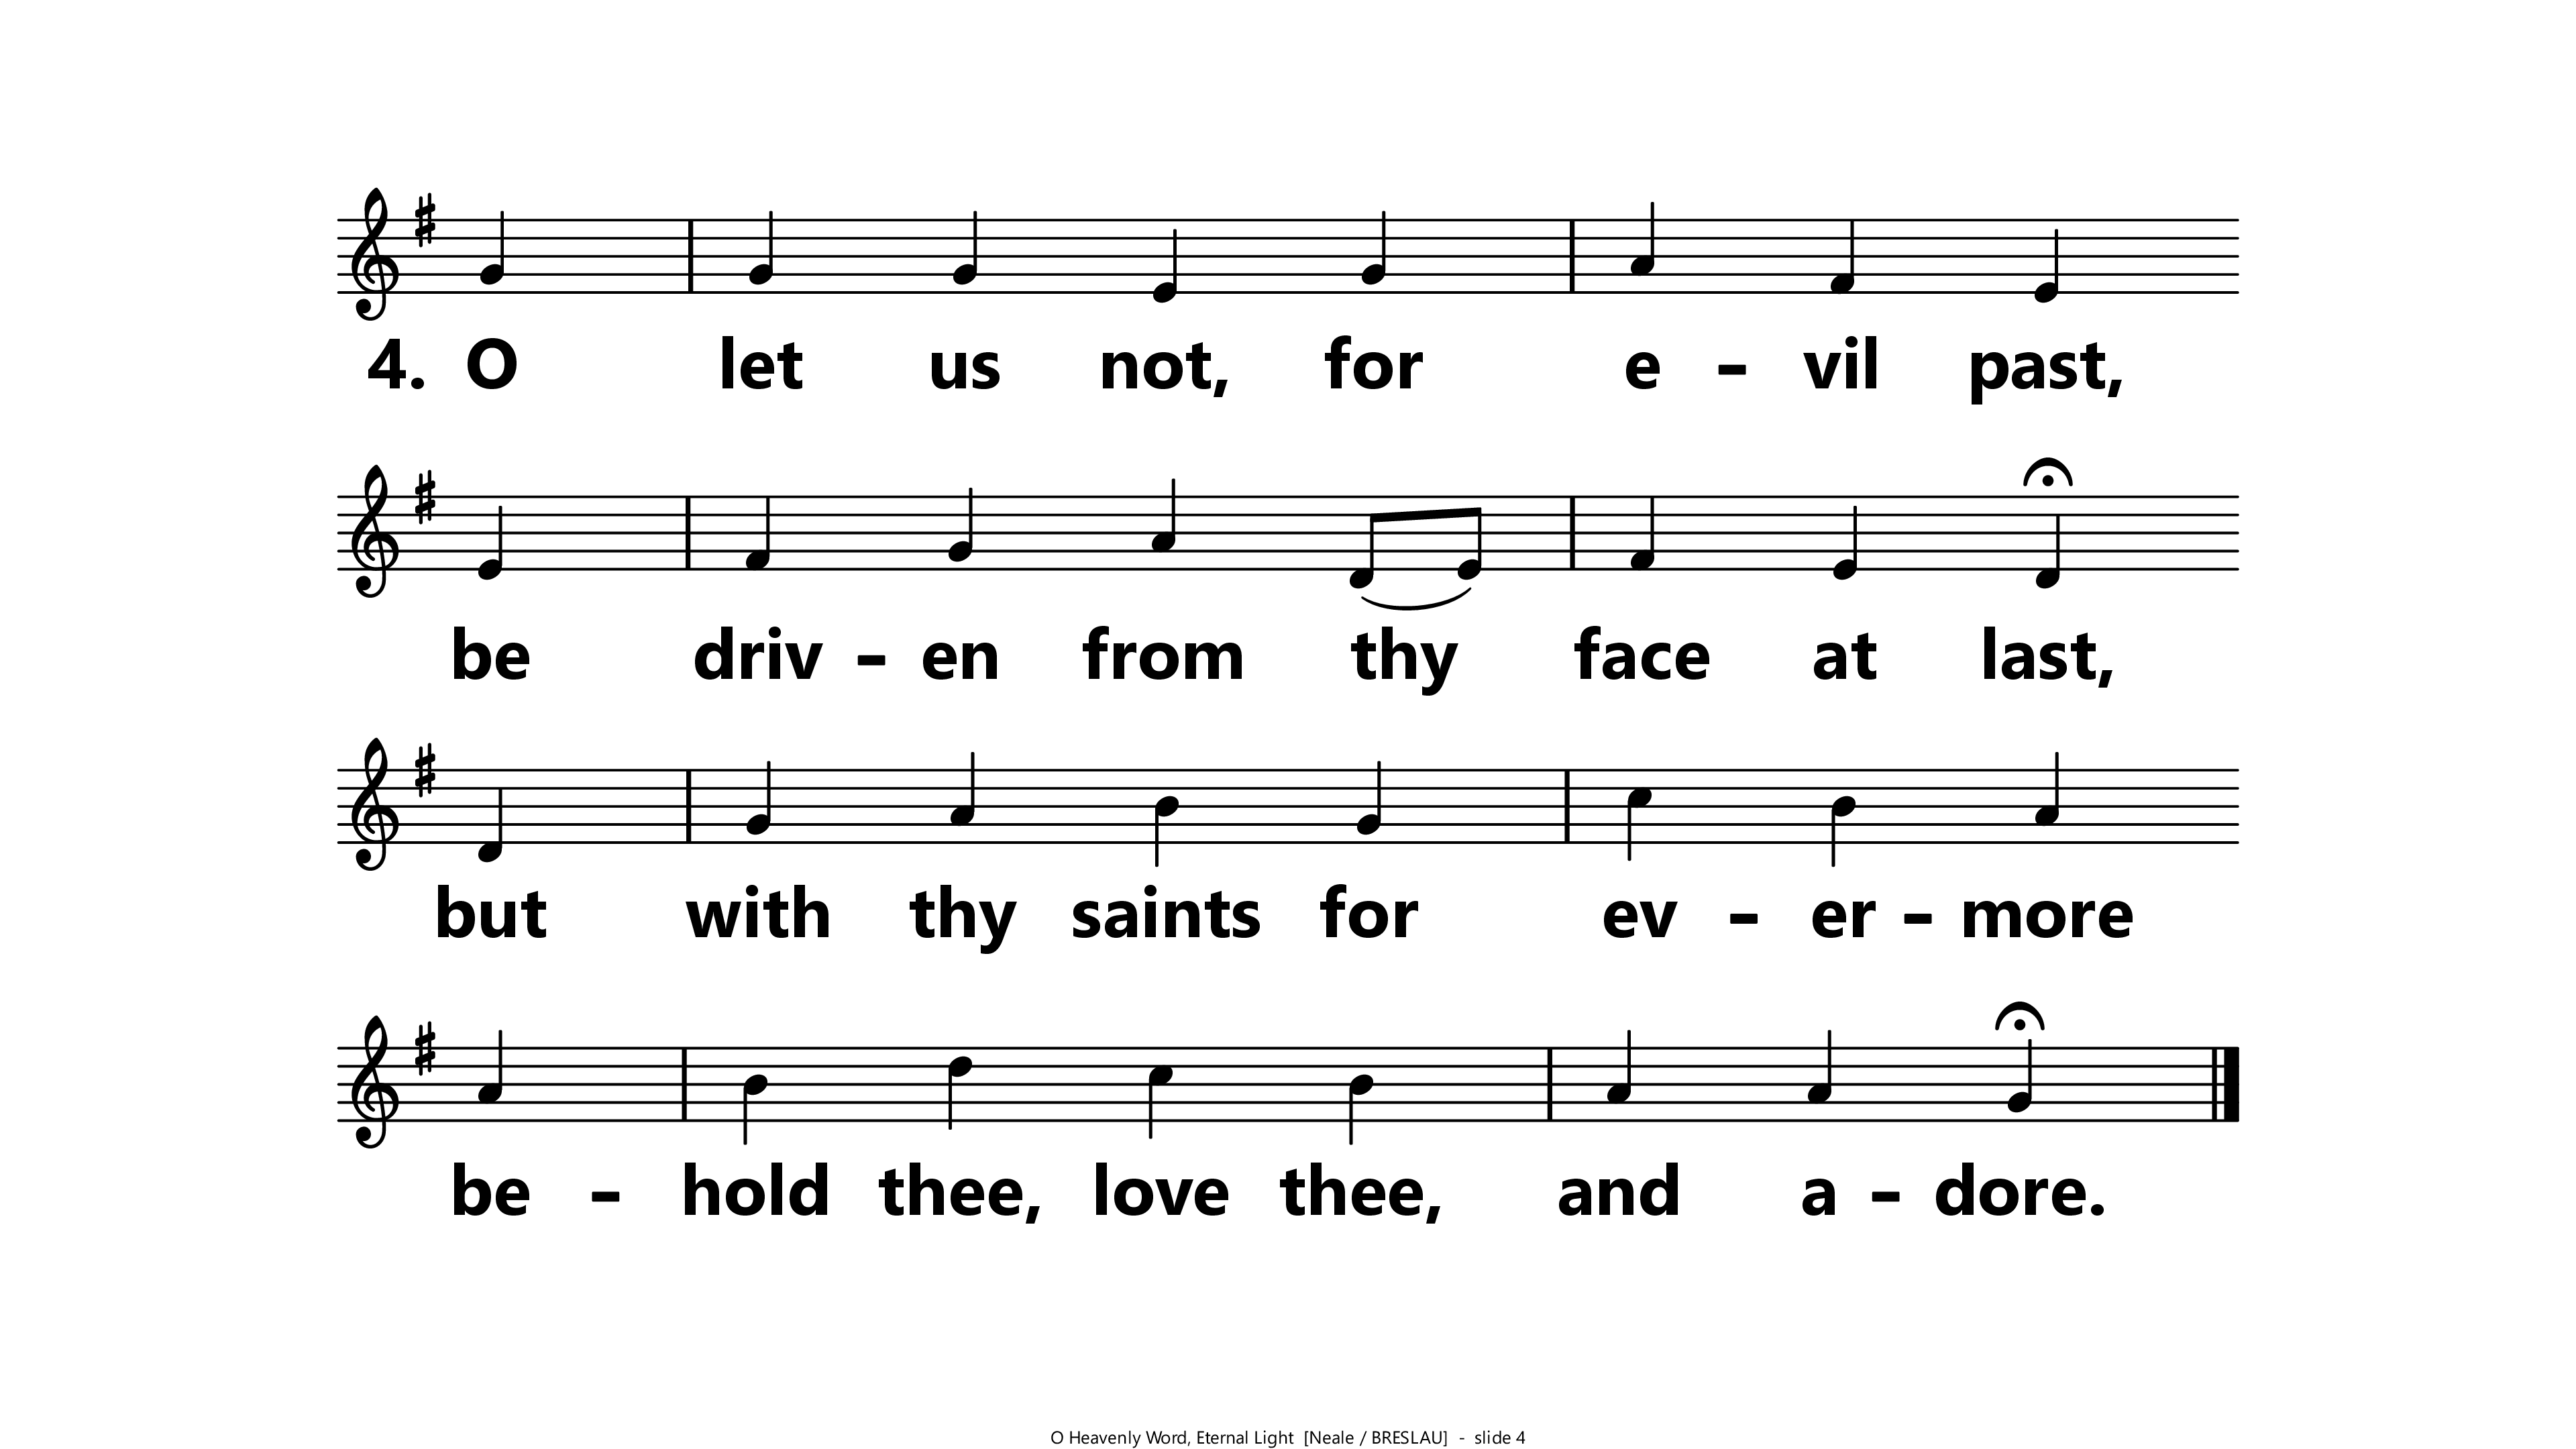 4. O let us not, for e - vil past,
be driv - en from thy face at last,
but with thy saints for ev - er - more
be - hold thee, love thee, and a - dore.
O Heavenly Word, Eternal Light [Neale / BRESLAU] - slide 4